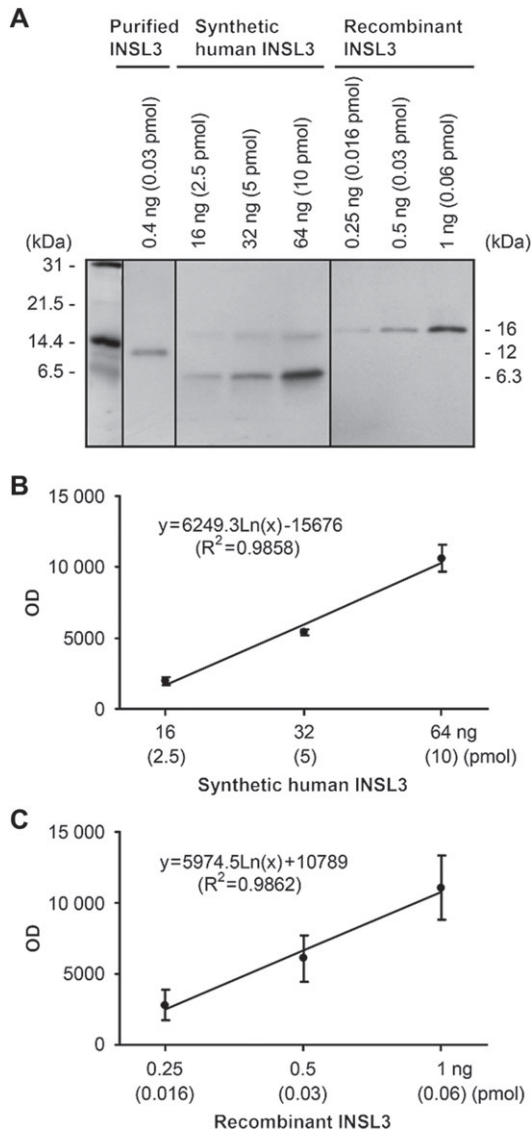 A
Purified INSL3
Synthetic human INSL3
Recombinant INSL3
0.4 ng (0.03 pmol)
16 ng (2.5 pmol)
32 ng (5 pmol)
64 ng (10 pmol)
0.25 ng (0.016 pmol)
0.5 ng (0.03 pmol)
1 ng (0.06 pmol)
(kDa)
(kDa)
31 -
21.5 -
14.4 -
6.5 -
- 16
- 12
- 6.3
B
15 000
10 000
5000
0
OD
y=6249.3Ln(x)-15676
(R²=0.9858)
16 32 64 ng
(2.5) (5) (10) (pmol)
Synthetic human INSL3
C
15 000
10 000
5000
0
OD
y=5974.5Ln(x)+10789
(R²=0.9862)
0.25 0.5 1 ng
(0.016) (0.03) (0.06) (pmol)
Recombinant INSL3